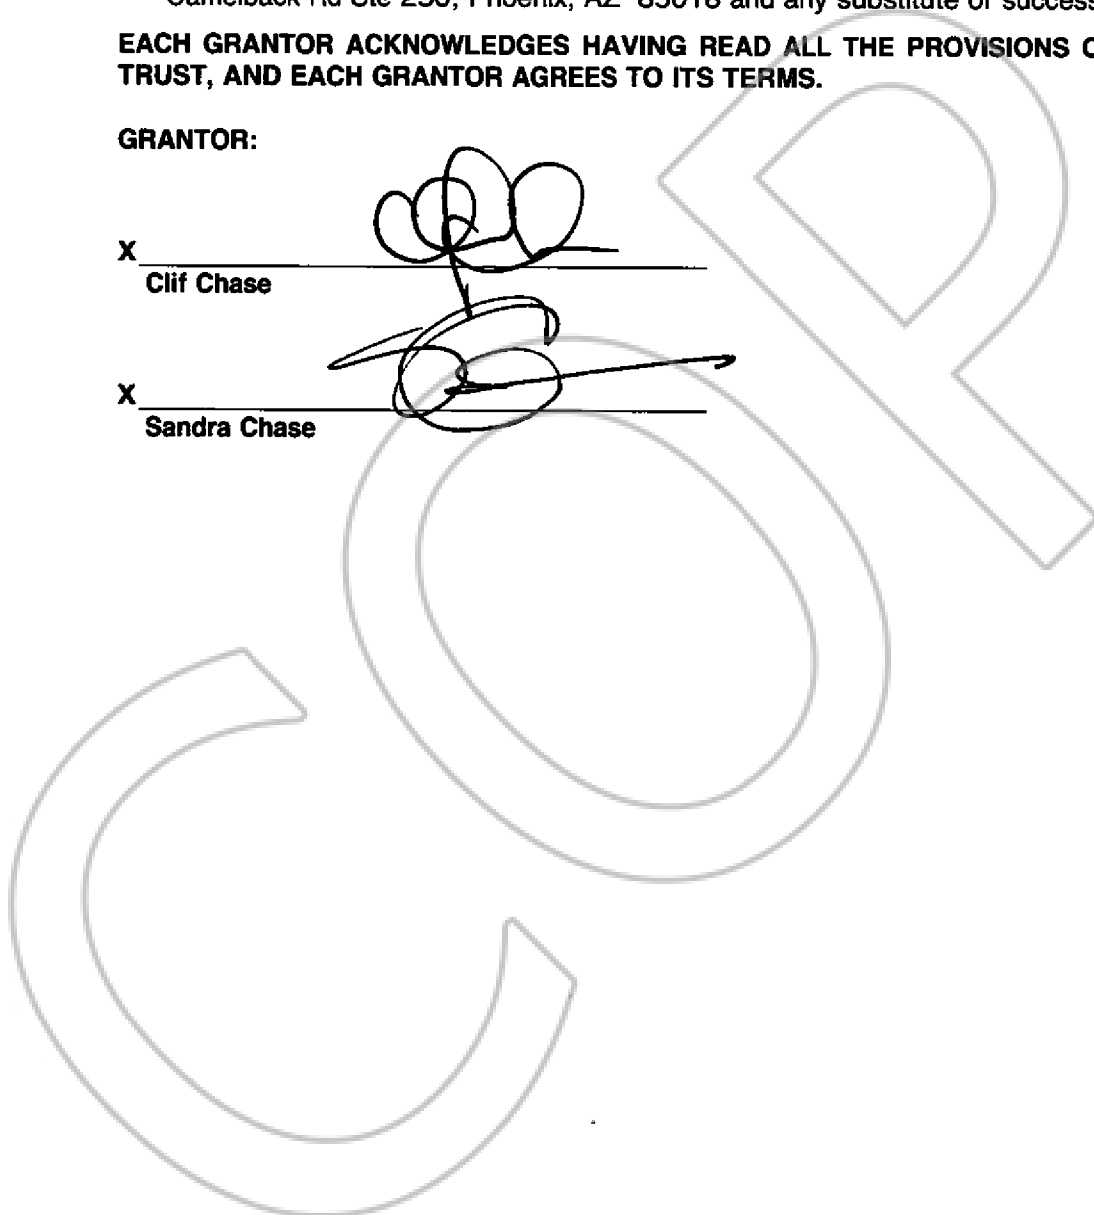 Camelback Rd Ste 250, Phoenix, AZ 85018 and any substitute or success
EACH GRANTOR ACKNOWLEDGES HAVING READ ALL THE PROVISIONS
TRUST, AND EACH GRANTOR AGREES TO ITS TERMS.
GRANTOR:
X
Clif Chase
X
Sandra Chase
COP